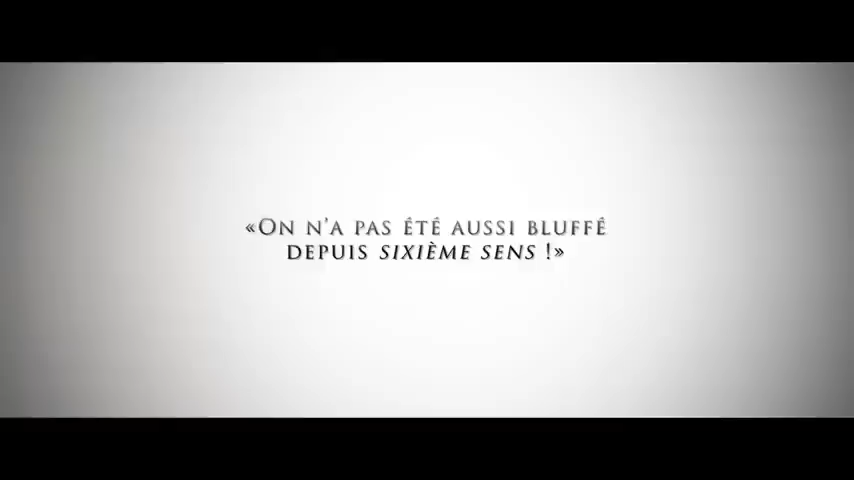 «ON N'A PAS ÉTÉ AUSSI BLUFFÉ
DEPUIS SIXIÈME SENS !»